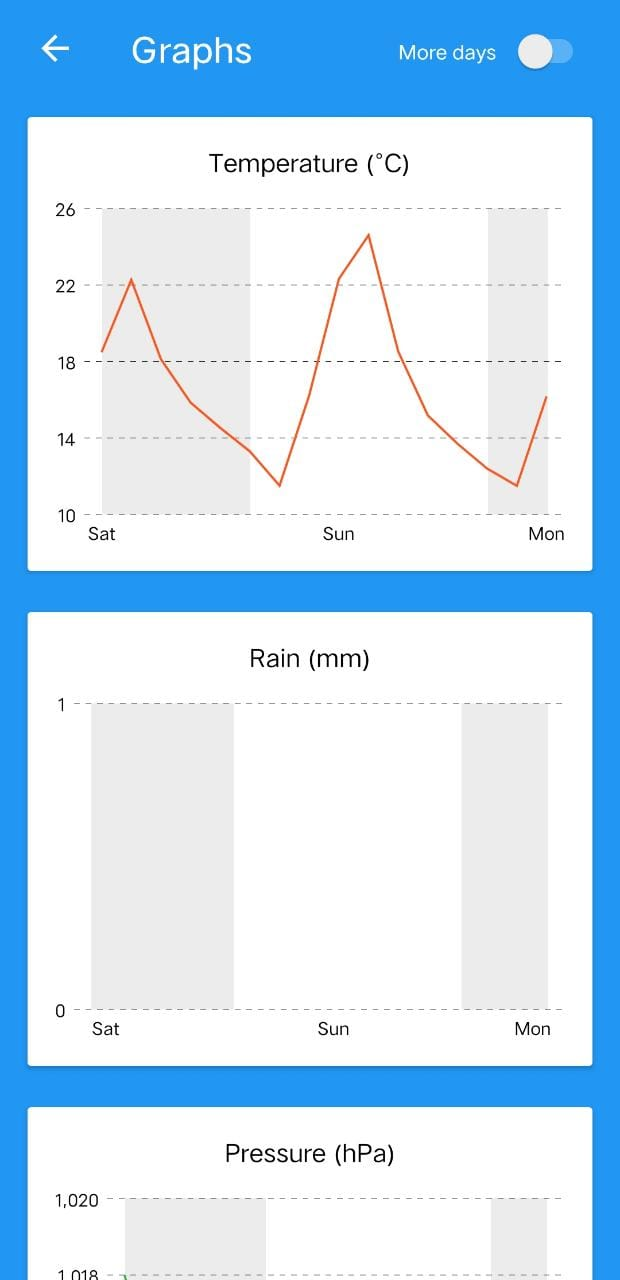 Graphs More days
Temperature (°C)
26
22
18
14
10
Sat Sun Mon
Rain (mm)
1
0
Sat Sun Mon
Pressure (hPa)
1,020
1,018